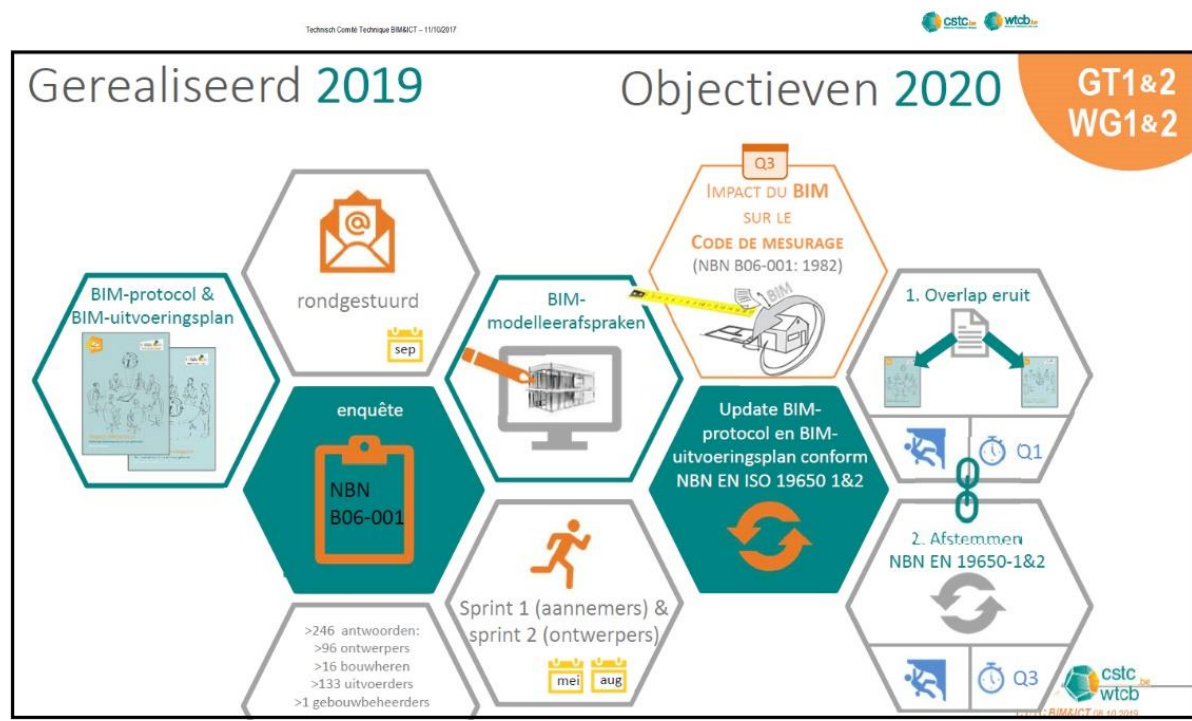 Technisch Comité Technique BIM&ICT – 11/10/2017
cstc.be
wtcb.be
Gerealiseerd 2019
Objectieven 2020
GT1&2
WG1&2
BIM-protocol &
BIM-uitvoeringsplan
@
rondgestuurd
sep
enquête
NBN
B06-001
>246 antwoorden:
>96 ontwerpers
>16 bouwheren
>133 uitvoerders
>1 gebouwbeheerders
BIM-
modelleerafspraken
Sprint 1 (aannemers) &
sprint 2 (ontwerpers)
mei
aug
Q3
IMPACT DU BIM
SUR LE
CODE DE MESURAGE
(NBN B06-001: 1982)
BIM
Update BIM-
protocol en BIM-
uitvoeringsplan conform
NBN EN ISO 19650 1&2
1. Overlap eruit
Q1
2. Afstemmen
NBN EN 19650-1&2
Q3
cstc.be
wtcb
BIM&ICT 08.10.2019